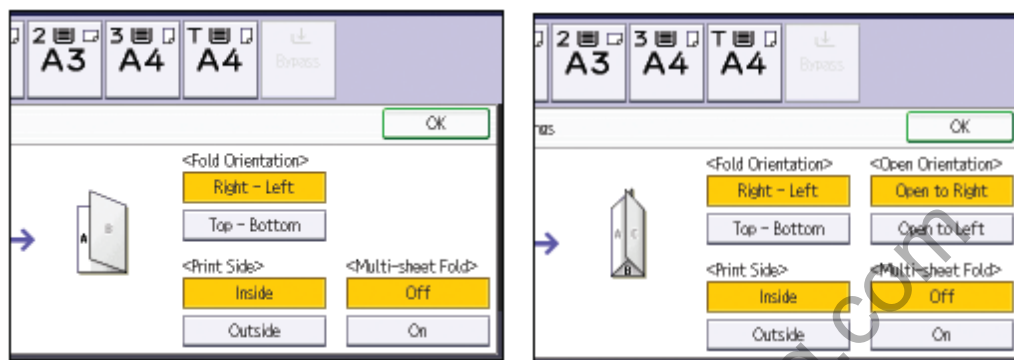 2 3 T
A3 A4 A4 Bypass
OK
<Fold Orientation>
Right - Left
Top - Bottom
A B
<Print Side> <Multi-sheet Fold>
Inside Off
Outside On
2 3 T
A3 A4 A4 Bypass
OK
<Fold Orientation> <Open Orientation>
Right - Left Open to Right
Top - Bottom Open to Left
A C
B
<Print Side> <Multi-sheet Fold>
Inside Off
Outside On